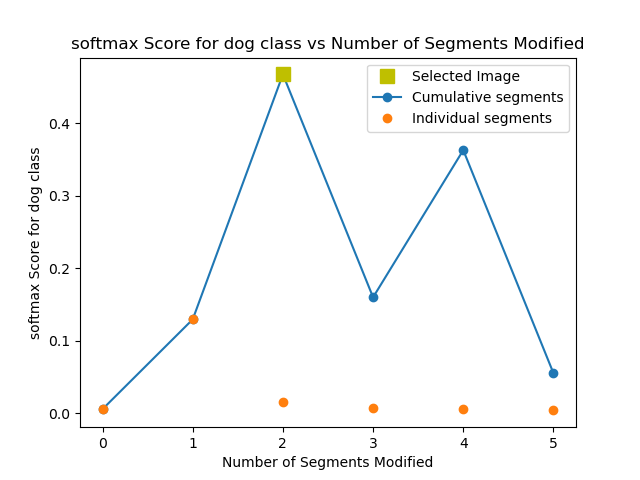 softmax Score for dog class vs Number of Segments Modified
Selected Image
Cumulative segments
Individual segments
softmax Score for dog class
0.4
0.3
0.2
0.1
0.0
0 1 2 3 4 5
Number of Segments Modified